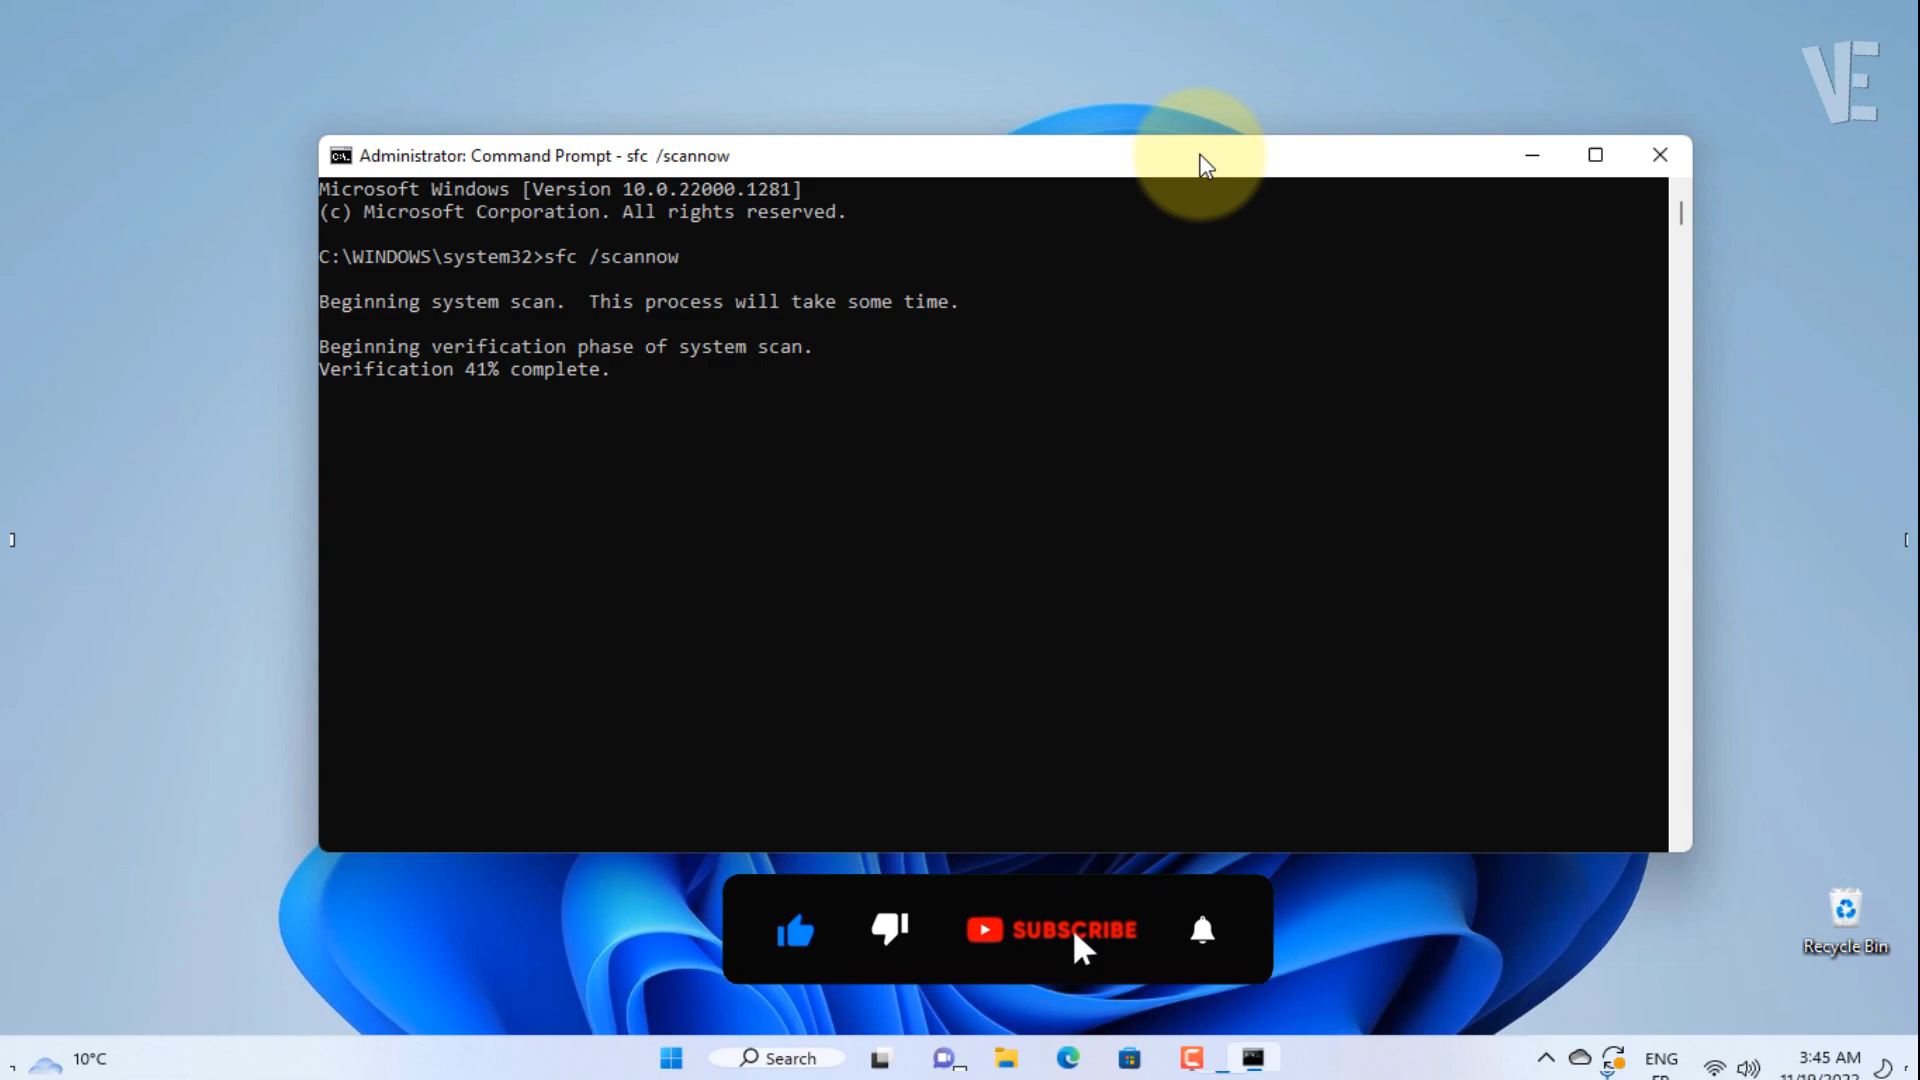 VE
Administrator: Command Prompt - sfc  /scannow
Microsoft Windows [Version 10.0.22000.1281]
(c) Microsoft Corporation. All rights reserved.
C:\WINDOWS\system32>sfc /scannow
Beginning system scan.  This process will take some time.
Beginning verification phase of system scan.
Verification 41% complete.
SUBSCRIBE
Recycle Bin
10°C
Search
ENG
3:45 AM